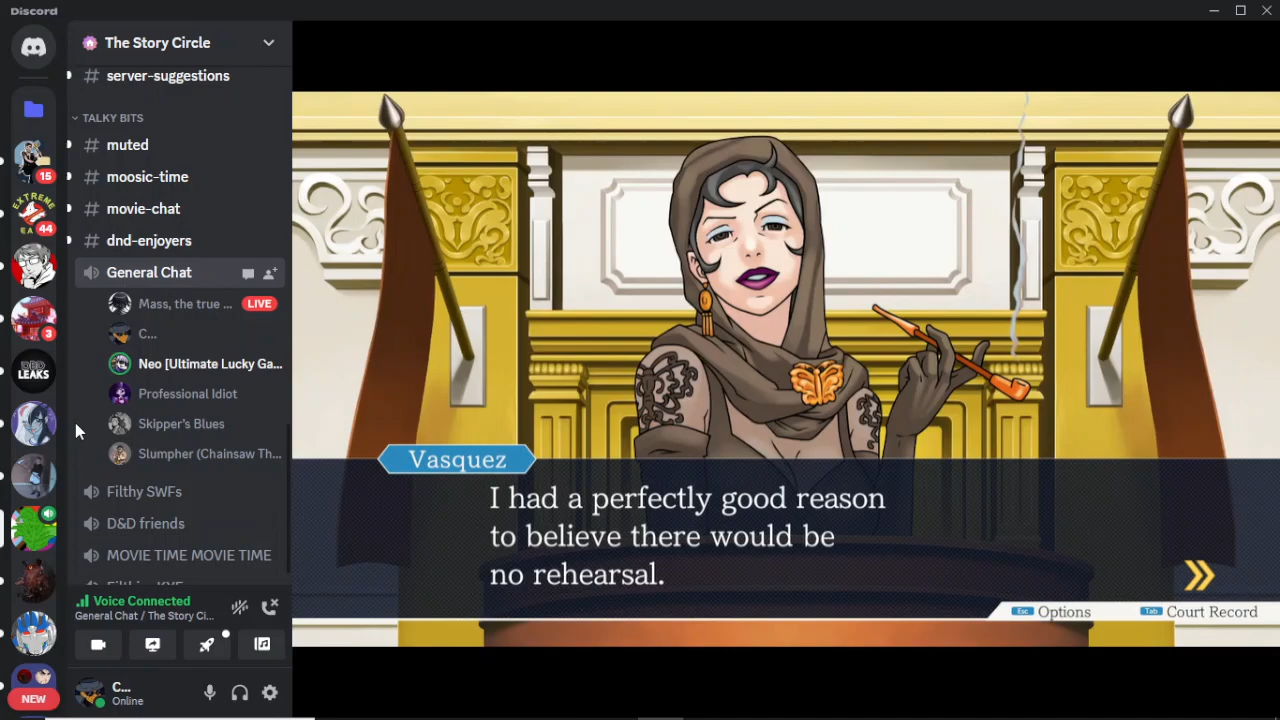 Discord
The Story Circle
# server-suggestions
TALKY BITS
# muted
# moosic-time
# movie-chat
# dnd-enjoyers
General Chat
Mass, the true ... LIVE
C...
Neo [Ultimate Lucky Ga...
Professional Idiot
Skipper's Blues
Slumpher (Chainsaw Th...
Filthy SWFs
D&D friends
MOVIE TIME MOVIE TIME
Voice Connected
General Chat / The Story Ci...
C...
Online
15
EXTREME
44
3
DBD
LEAKS
NEW
Vasquez
I had a perfectly good reason
to believe there would be
no rehearsal.
Esc Options
Tab Court Record